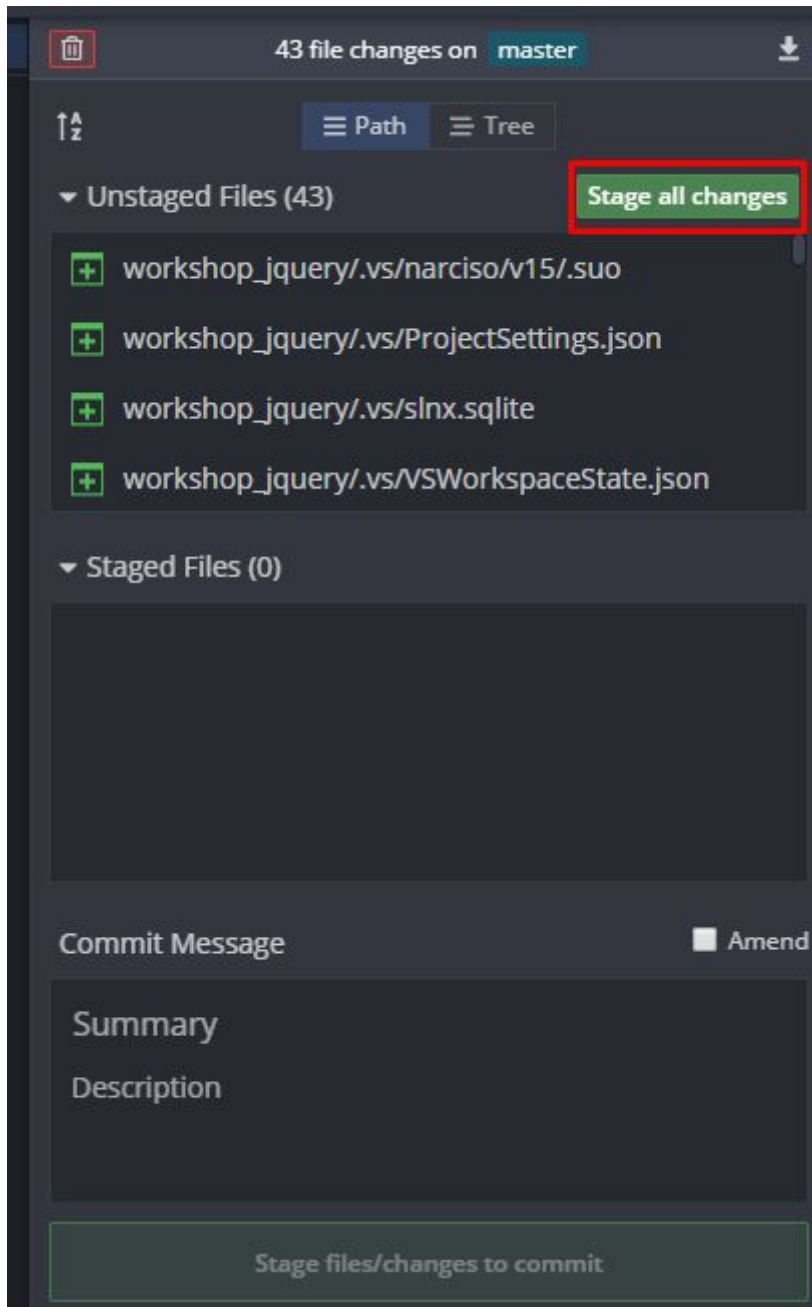 43 file changes on master
Path Tree
Unstaged Files (43) Stage all changes
workshop_jquery/.vs/narciso/v15/.suo
workshop_jquery/.vs/ProjectSettings.json
workshop_jquery/.vs/slnx.sqlite
workshop_jquery/.vs/VSWorkspaceState.json
Staged Files (0)
Commit Message Amend
Summary
Description
Stage files/changes to commit